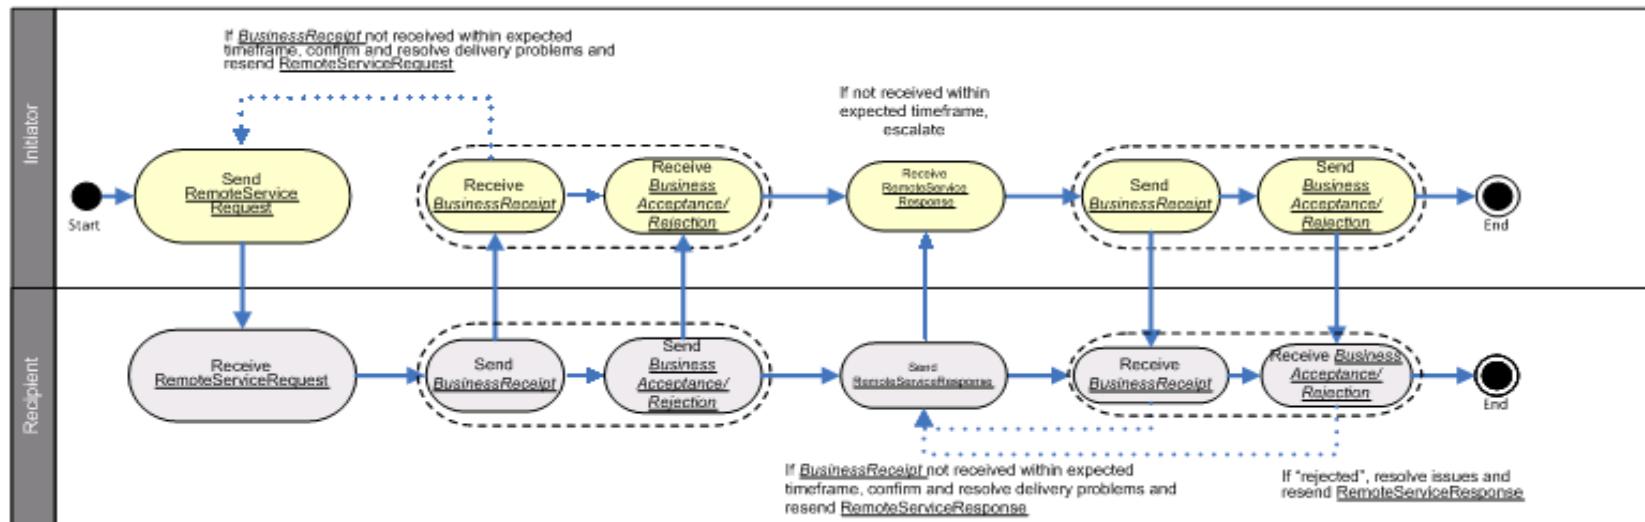 Initiator
If BusinessReceipt not received within expected
timeframe, confirm and resolve delivery problems and
resend RemoteServiceRequest
If not received within
expected timeframe,
escalate
Start
Send
RemoteService
Request
Receive
BusinessReceipt
Receive
Business
Acceptance/
Rejection
Receive
RemoteService
Response
Send
BusinessReceipt
Send
Business
Acceptance/
Rejection
End
Recipient
Receive
RemoteServiceRequest
Send
BusinessReceipt
Send
Business
Acceptance/
Rejection
Send
RemoteServiceResponse
Receive
BusinessReceipt
Receive Business
Acceptance/
Rejection
End
If BusinessReceipt not received within expected
timeframe, confirm and resolve delivery problems and
resend RemoteServiceResponse
If “rejected”, resolve issues and
resend RemoteServiceResponse